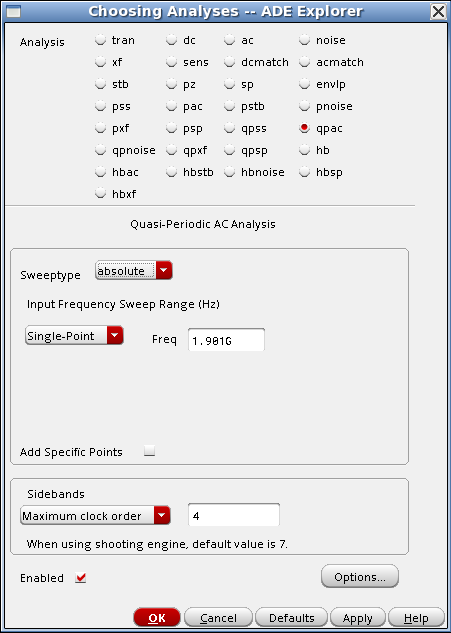 Choosing Analyses -- ADE Explorer
Analysis tran dc ac noise
xf sens dcmatch acmatch
stb pz sp envlp
pss pac pstb pnoise
pxf psp qpss qpac
qpnoise qpxf qpsp hb
hbac hbstb hbnoise hbsp
hbxf
Quasi-Periodic AC Analysis
Sweeptype absolute
Input Frequency Sweep Range (Hz)
Single-Point Freq 1.901G
Add Specific Points
Sidebands
Maximum clock order 4
When using shooting engine, default value is 7.
Enabled Options...
OK Cancel Defaults Apply Help